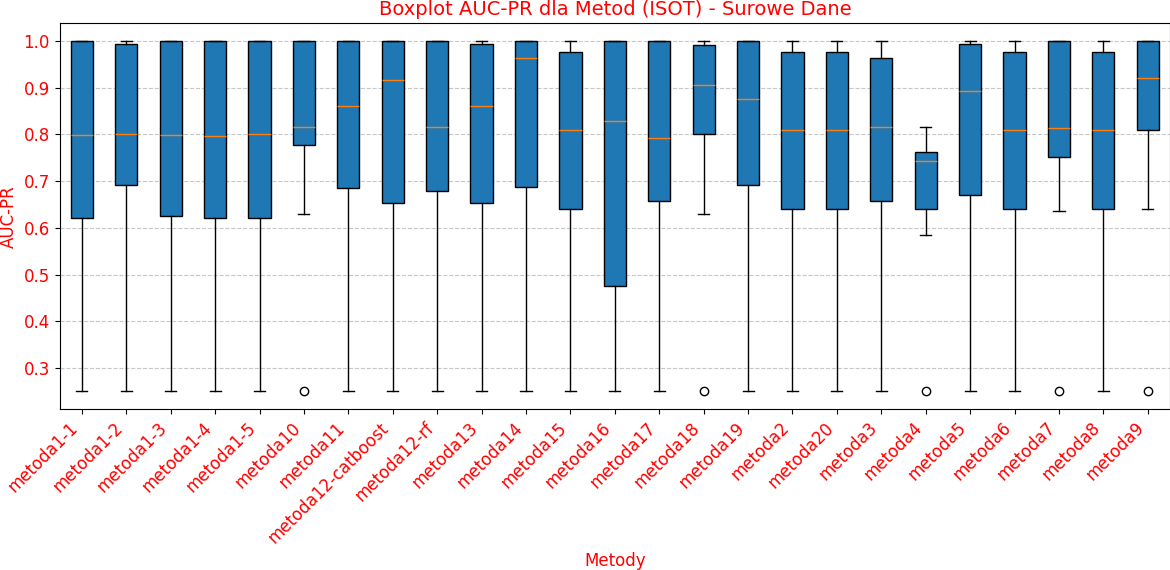 Boxplot AUC-PR dla Metod (ISOT) - Surowe Dane
AUC-PR
1.0
0.9
0.8
0.7
0.6
0.5
0.4
0.3
metoda1-1
metoda1-2
metoda1-3
metoda1-4
metoda1-5
metoda10
metoda11
metoda12-catboost
metoda12-rf
metoda13
metoda14
metoda15
metoda16
metoda17
metoda18
metoda19
metoda2
metoda20
metoda3
metoda4
metoda5
metoda6
metoda7
metoda8
metoda9
Metody